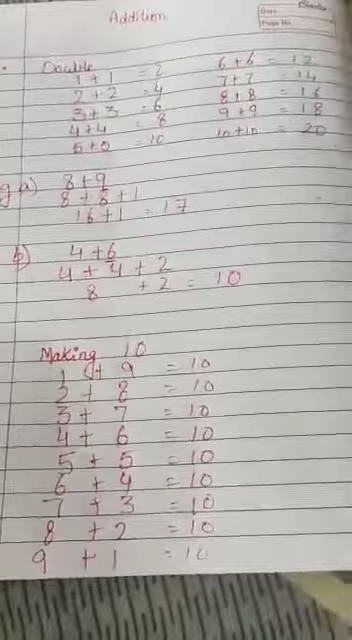 Addition
Date
Page No.
Double
1 + 1 = 2
2 + 2 = 4
3 + 3 = 6
4 + 4 = 8
5 + 5 = 10
6 + 6 = 12
7 + 7 = 14
8 + 8 = 16
9 + 9 = 18
10 + 10 = 20
eg a) 8 + 9
8 + 8 + 1
16 + 1 = 17
b) 4 + 6
4 + 4 + 2
8 + 2 = 10
Making 10
1 + 9 = 10
2 + 8 = 10
3 + 7 = 10
4 + 6 = 10
5 + 5 = 10
6 + 4 = 10
7 + 3 = 10
8 + 2 = 10
9 + 1 = 10